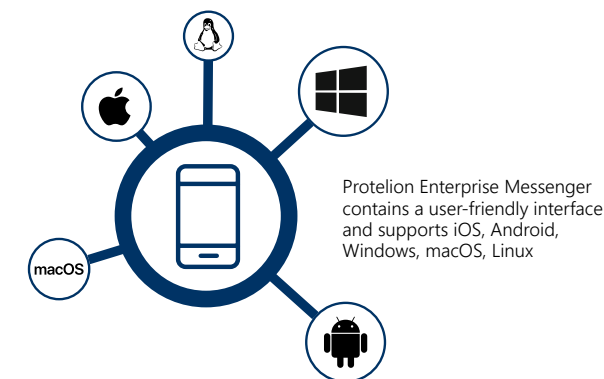 Protelion Enterprise Messenger
contains a user-friendly interface
and supports iOS, Android,
Windows, macOS, Linux
macOS